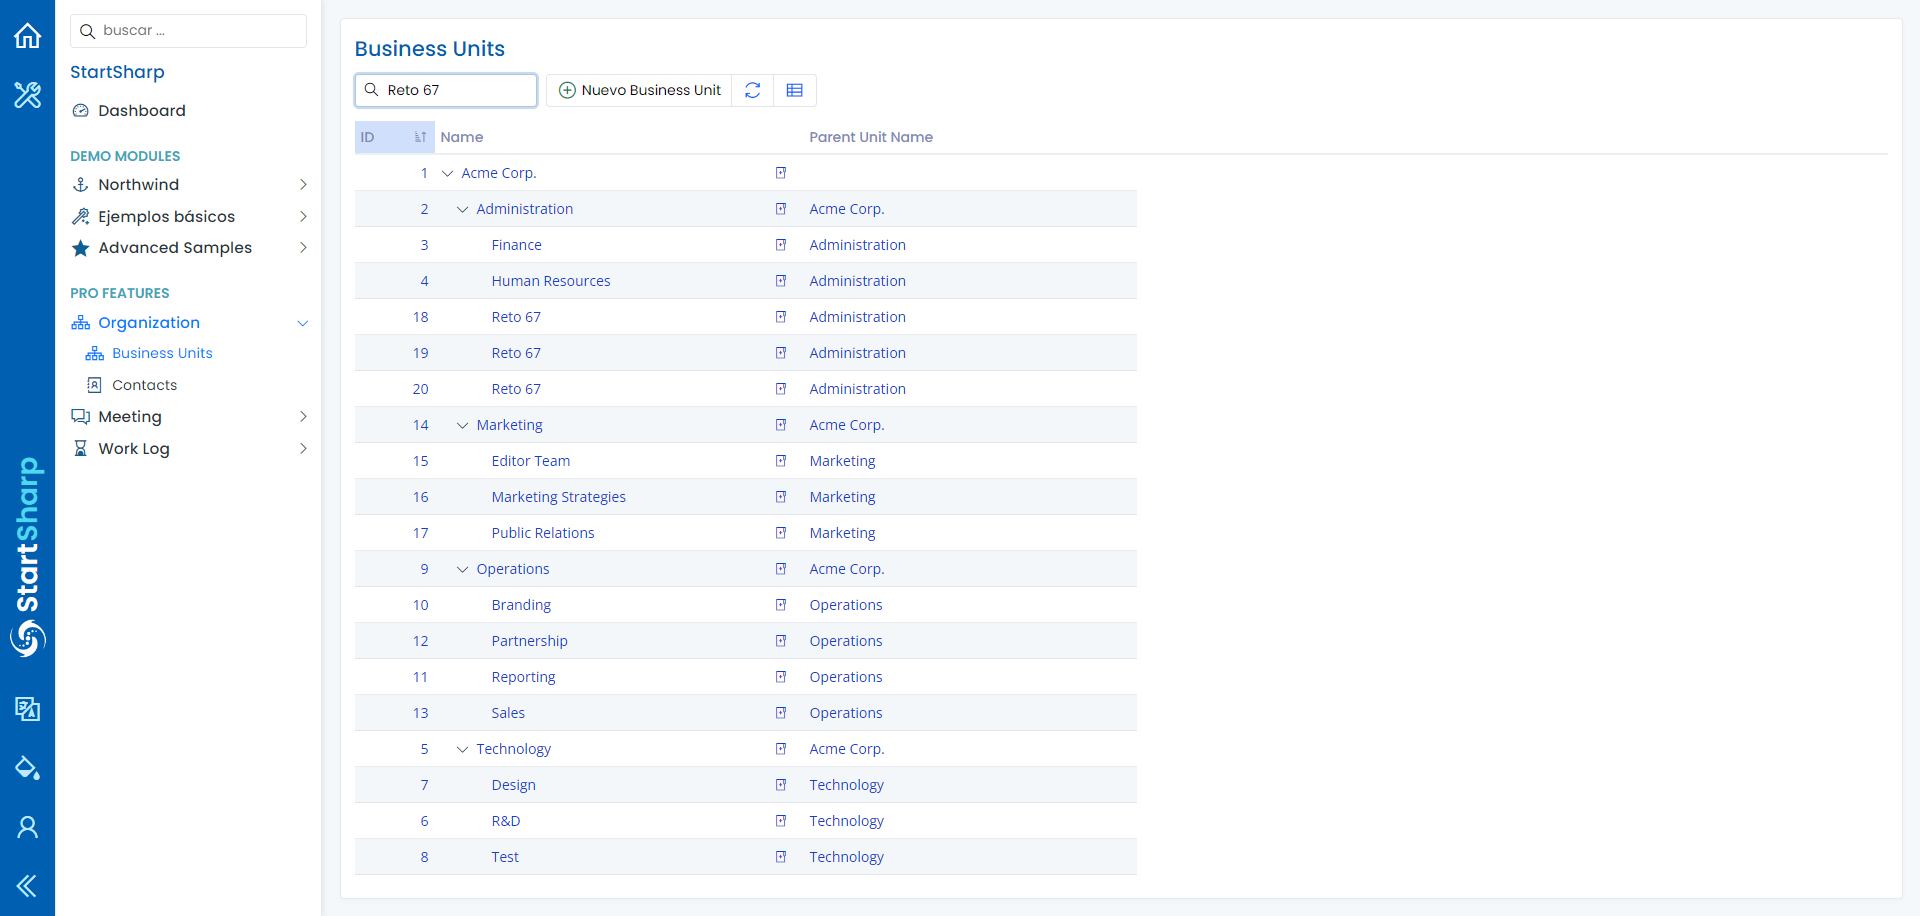 buscar ...
StartSharp
Dashboard
DEMO MODULES
Northwind
Ejemplos básicos
Advanced Samples
PRO FEATURES
Organization
Business Units
Contacts
Meeting
Work Log
StartSharp
Business Units
Reto 67
Nuevo Business Unit
ID Name Parent Unit Name
1 Acme Corp.
2 Administration Acme Corp.
3 Finance Administration
4 Human Resources Administration
18 Reto 67 Administration
19 Reto 67 Administration
20 Reto 67 Administration
14 Marketing Acme Corp.
15 Editor Team Marketing
16 Marketing Strategies Marketing
17 Public Relations Marketing
9 Operations Acme Corp.
10 Branding Operations
12 Partnership Operations
11 Reporting Operations
13 Sales Operations
5 Technology Acme Corp.
7 Design Technology
6 R&D Technology
8 Test Technology